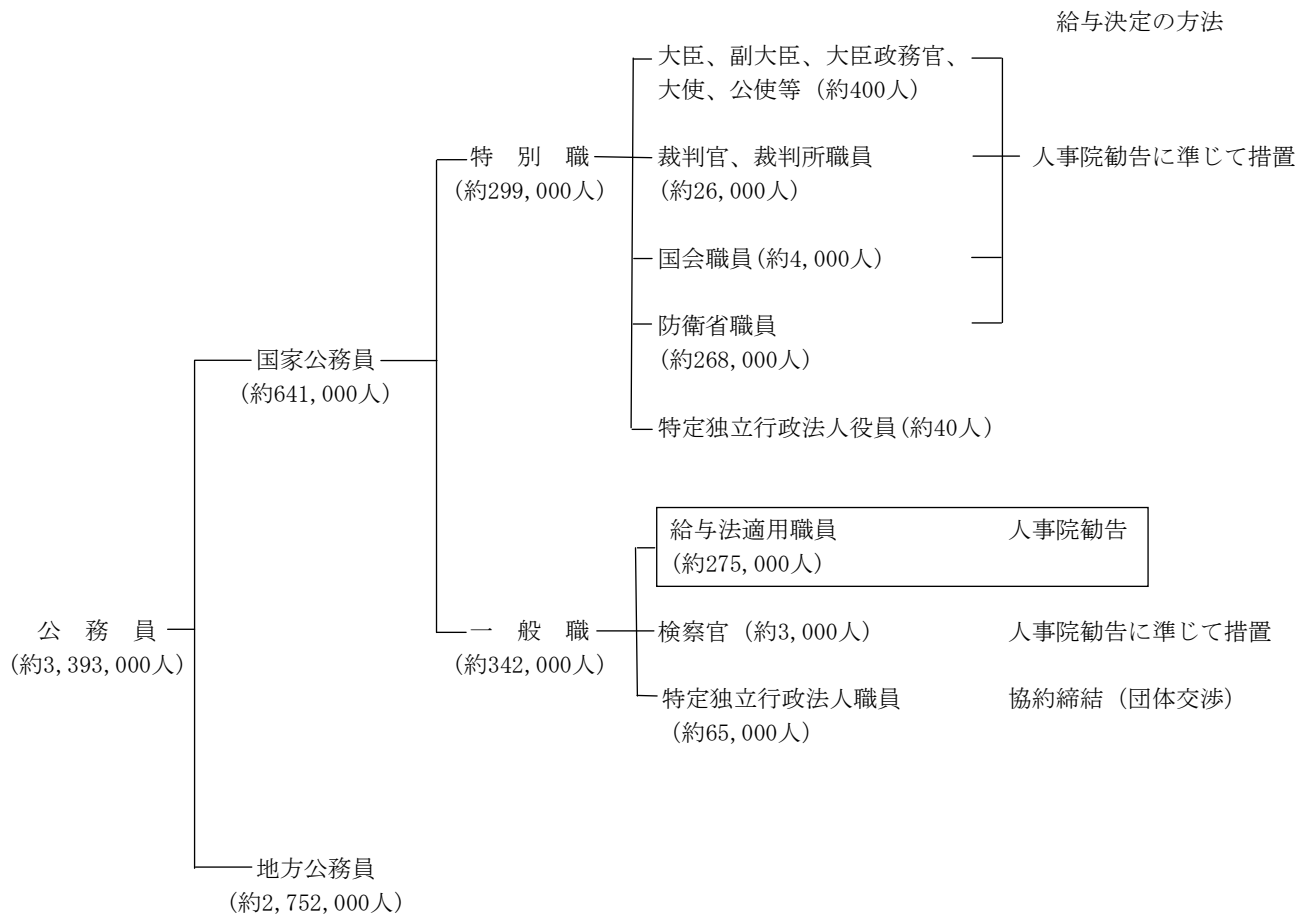 給与決定の方法
大臣、副大臣、大臣政務官、
大使、公使等（約400人）
特　別　職
（約299,000人）
裁判官、裁判所職員
（約26,000人）
人事院勧告に準じて措置
国会職員（約4,000人）
防衛省職員
（約268,000人）
国家公務員
（約641,000人）
特定独立行政法人役員（約40人）
給与法適用職員　人事院勧告
（約275,000人）
公　務　員
（約3,393,000人）
一　般　職
（約342,000人）
検察官（約3,000人）　人事院勧告に準じて措置
特定独立行政法人職員　協約締結（団体交渉）
（約65,000人）
地方公務員
（約2,752,000人）